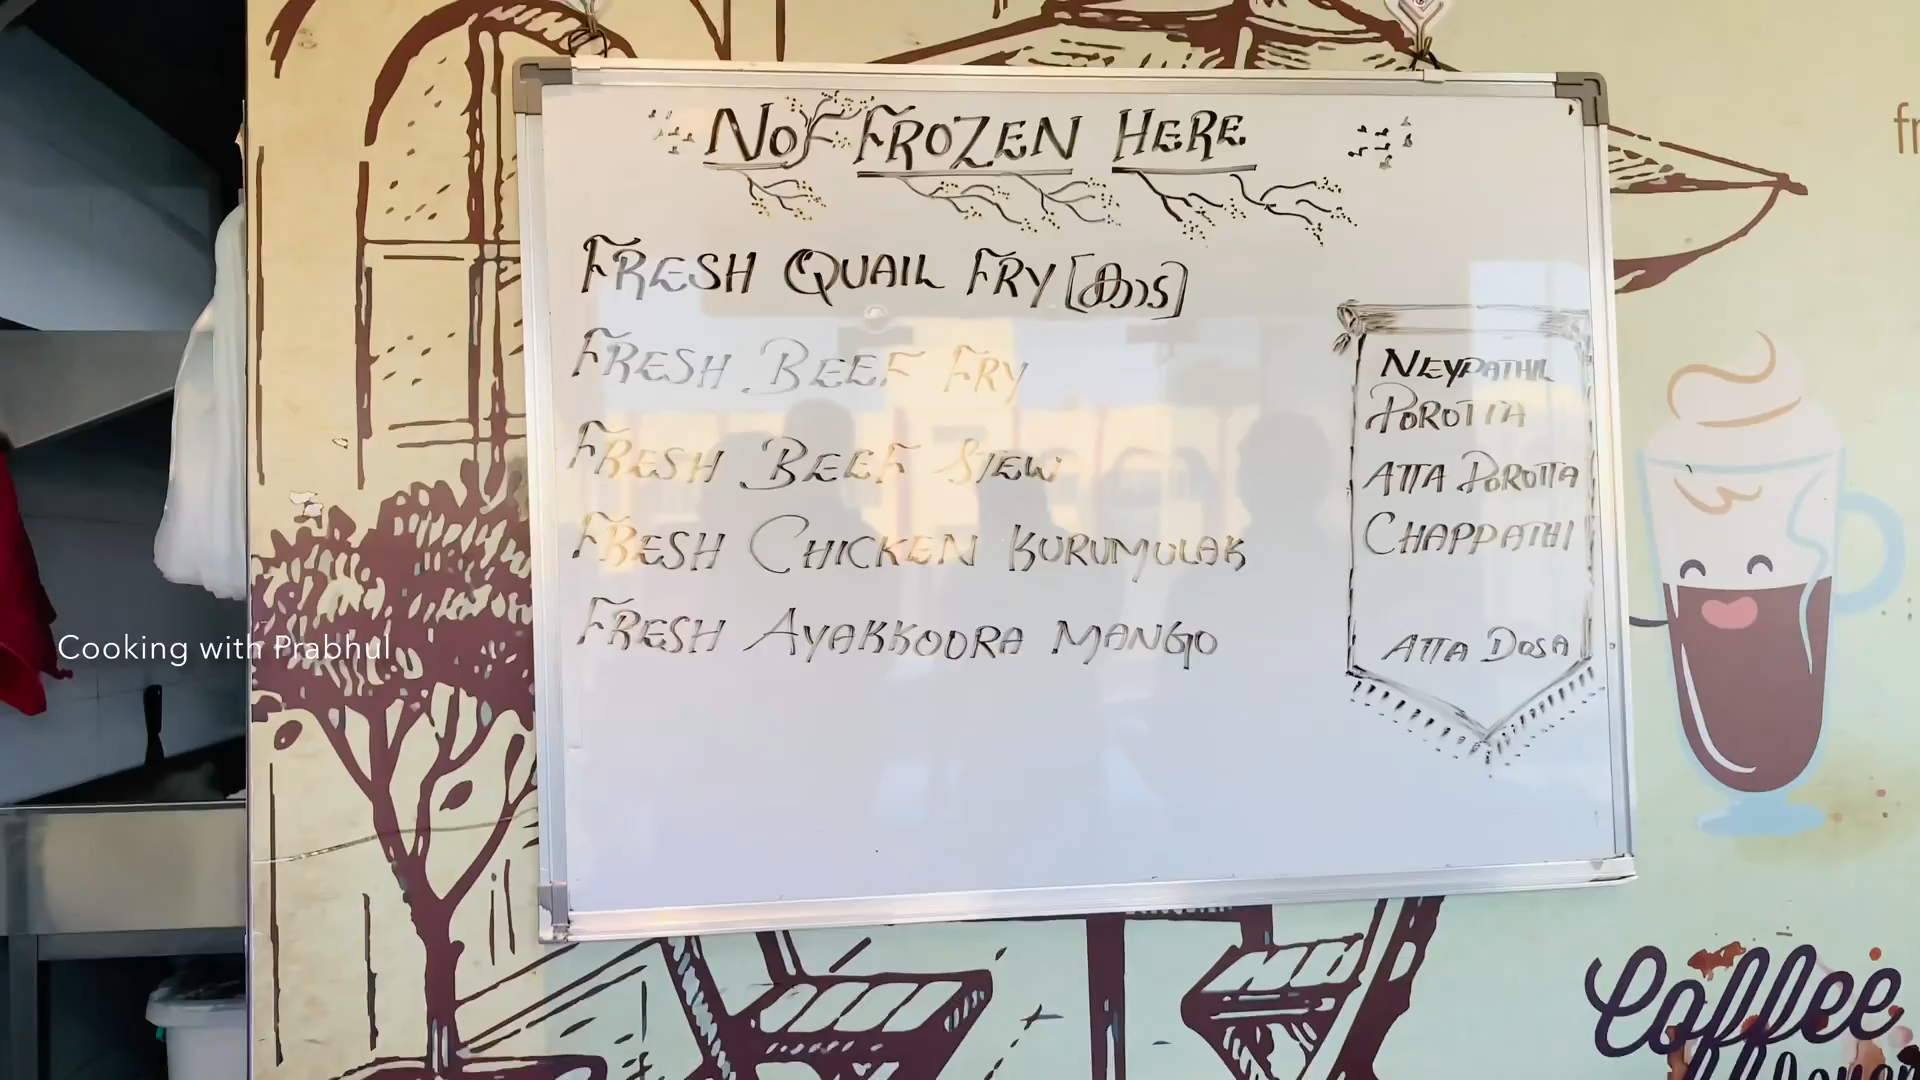 NO FROZEN HERE
FRESH QUAIL FRY [കാട]
FRESH BEEF FRY
FRESH BEEF STEW
FRESH CHICKEN KURUMULAK
FRESH AYAKKOORA MANGO
NEYPATHIL
POROTTA
ATTA POROTTA
CHAPPATHI
ATTA DOSA
Cooking with Prabhul
fr
Coffee